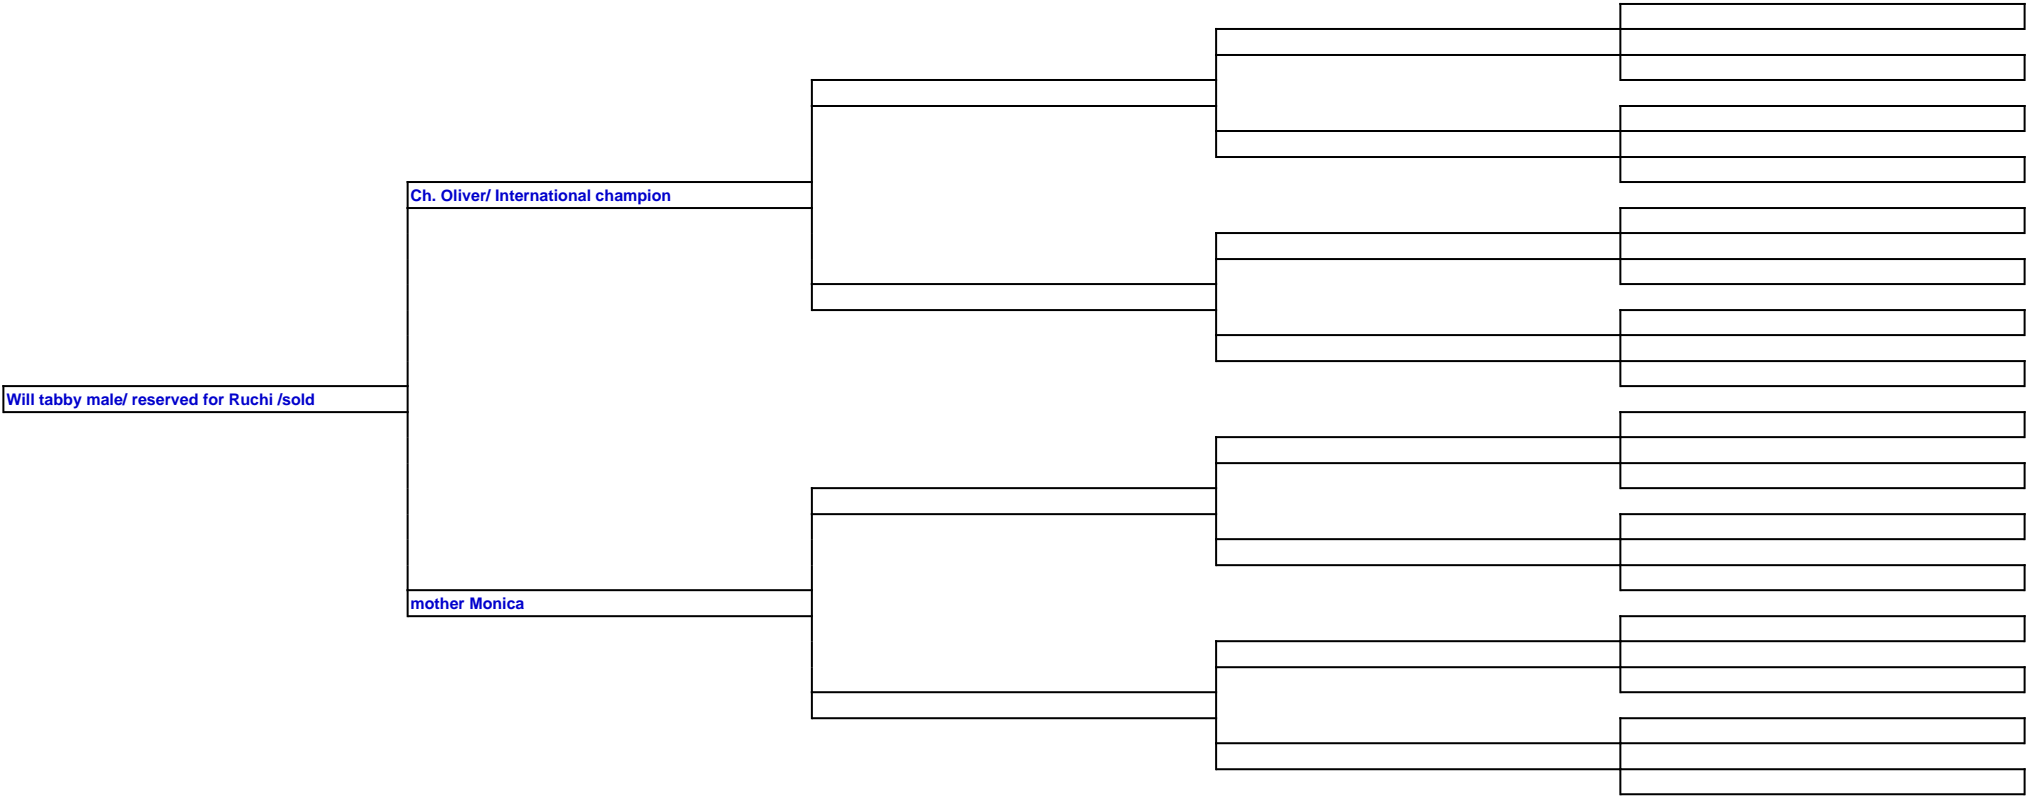 Ch. Oliver/ International champion
Will tabby male/ reserved for Ruchi /sold
mother Monica